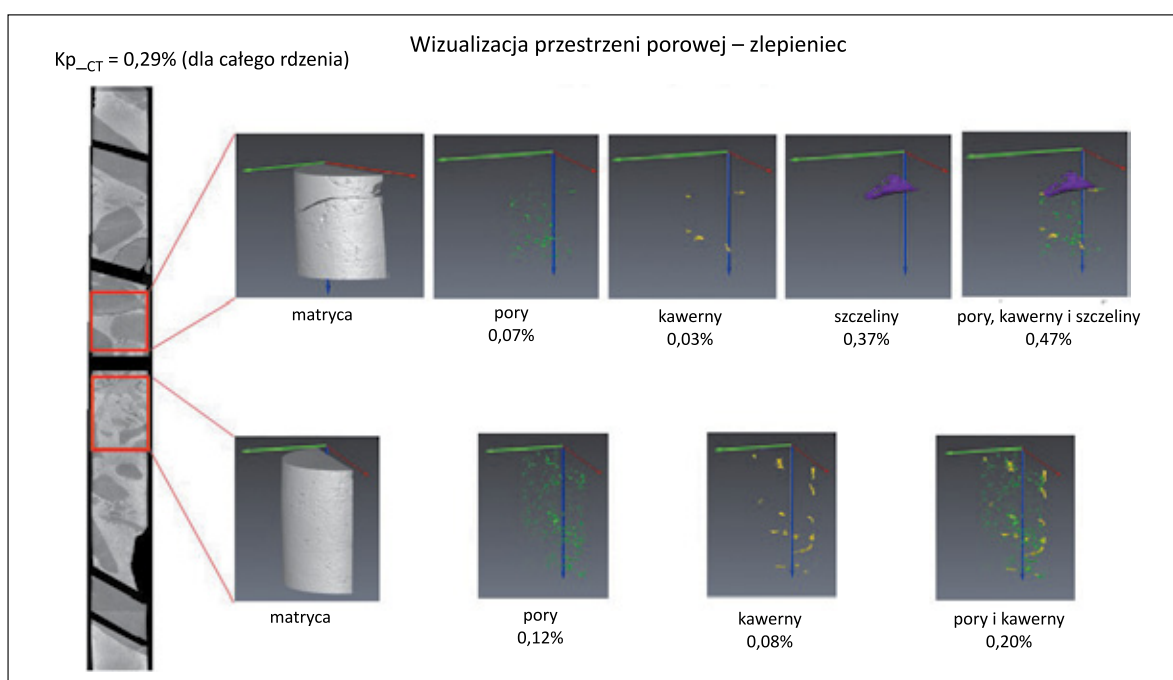 Wizualizacja przestrzeni porowej – zlepieniec
Kp_CT = 0,29% (dla całego rdzenia)
matryca
pory
0,07%
kawerny
0,03%
szczeliny
0,37%
pory, kawerny i szczeliny
0,47%
matryca
pory
0,12%
kawerny
0,08%
pory i kawerny
0,20%